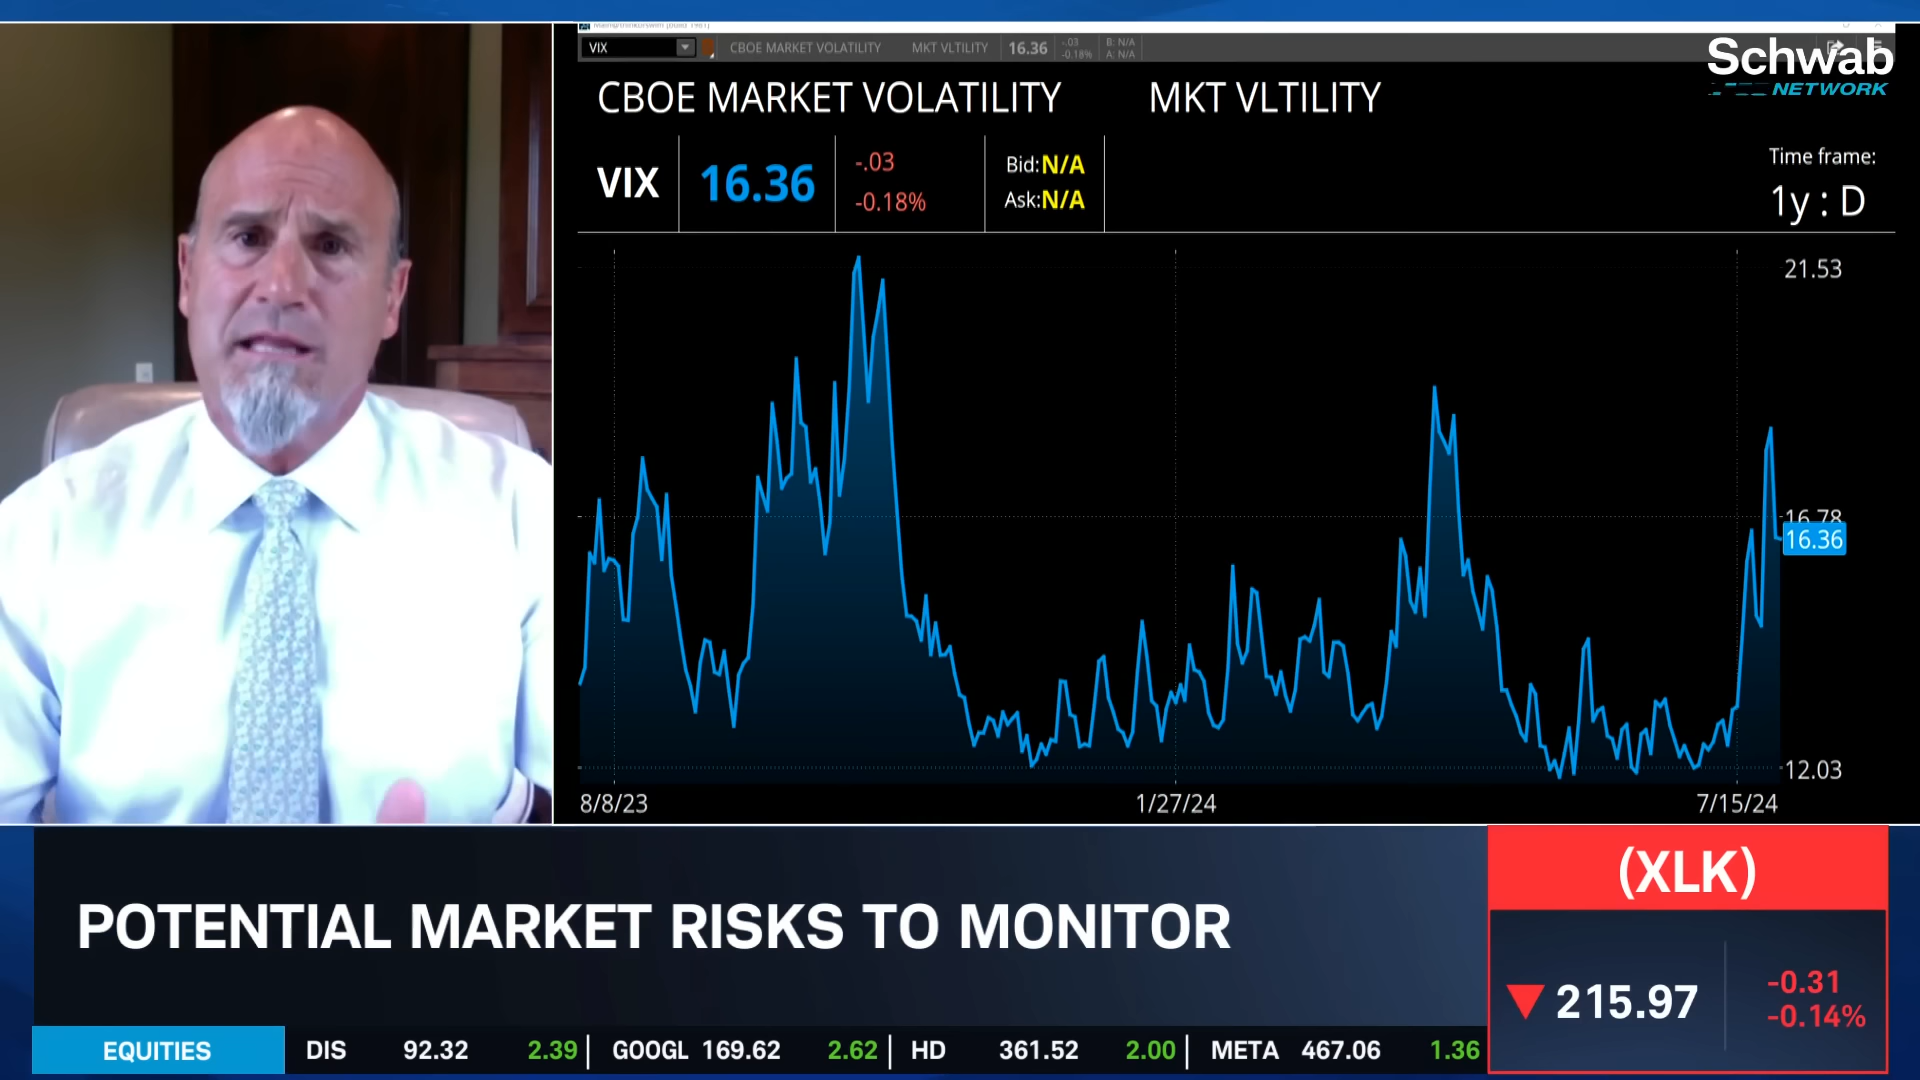 VIX
CBOE MARKET VOLATILITY
MKT VLTILITY
16.36
-.03
-0.18%
B: N/A
A: N/A
Schwab
NETWORK
CBOE MARKET VOLATILITY
MKT VLTILITY
VIX
16.36
-.03
-0.18%
Bid:N/A
Ask:N/A
Time frame:
1y : D
21.53
16.78
16.36
12.03
8/8/23
1/27/24
7/15/24
POTENTIAL MARKET RISKS TO MONITOR
(XLK)
215.97
-0.31
-0.14%
EQUITIES
DIS 92.32 2.39
GOOGL 169.62 2.62
HD 361.52 2.00
META 467.06 1.36